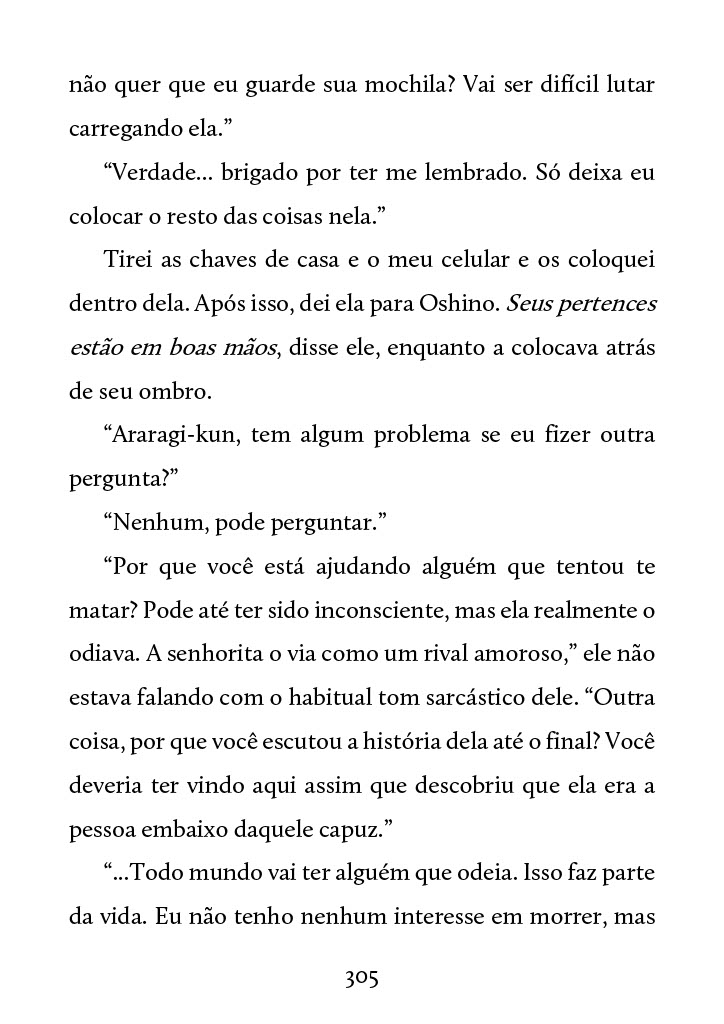 não quer que eu guarde sua mochila? Vai ser difícil lutar
carregando ela.”
“Verdade... brigado por ter me lembrado. Só deixa eu
colocar o resto das coisas nela.”
Tirei as chaves de casa e o meu celular e os coloquei
dentro dela. Após isso, dei ela para Oshino. Seus pertences
estão em boas mãos, disse ele, enquanto a colocava atrás
de seu ombro.
“Araragi-kun, tem algum problema se eu fizer outra
pergunta?”
“Nenhum, pode perguntar.”
“Por que você está ajudando alguém que tentou te
matar? Pode até ter sido inconsciente, mas ela realmente o
odiava. A senhorita o via como um rival amoroso,” ele não
estava falando com o habitual tom sarcástico dele. “Outra
coisa, por que você escutou a história dela até o final? Você
deveria ter vindo aqui assim que descobriu que ela era a
pessoa embaixo daquele capuz.”
“...Todo mundo vai ter alguém que odeia. Isso faz parte
da vida. Eu não tenho nenhum interesse em morrer, mas
305